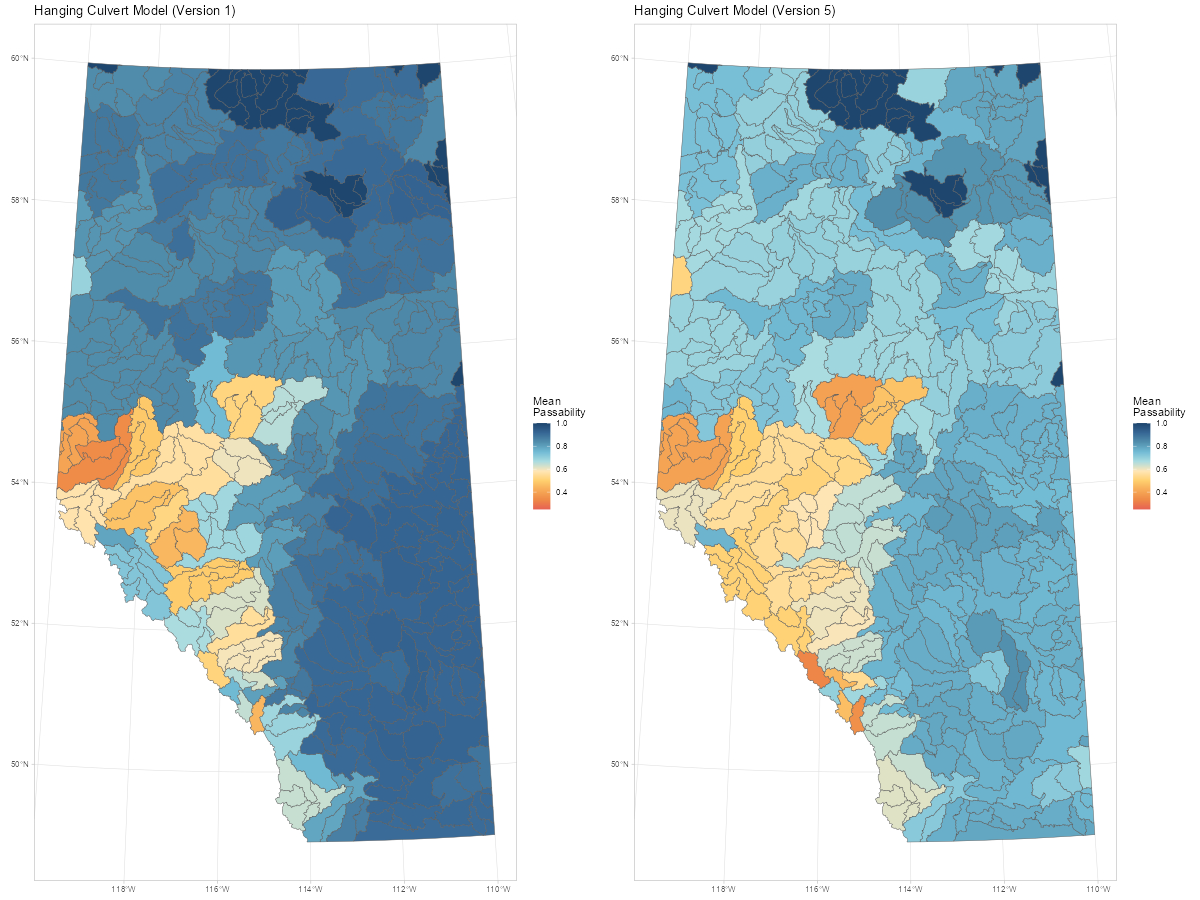 Hanging Culvert Model (Version 1)
60°N
58°N
56°N
54°N
52°N
50°N
118°W
116°W
114°W
112°W
110°W
Mean
Passability
1.0
0.8
0.6
0.4
Hanging Culvert Model (Version 5)
60°N
58°N
56°N
54°N
52°N
50°N
118°W
116°W
114°W
112°W
110°W
Mean
Passability
1.0
0.8
0.6
0.4